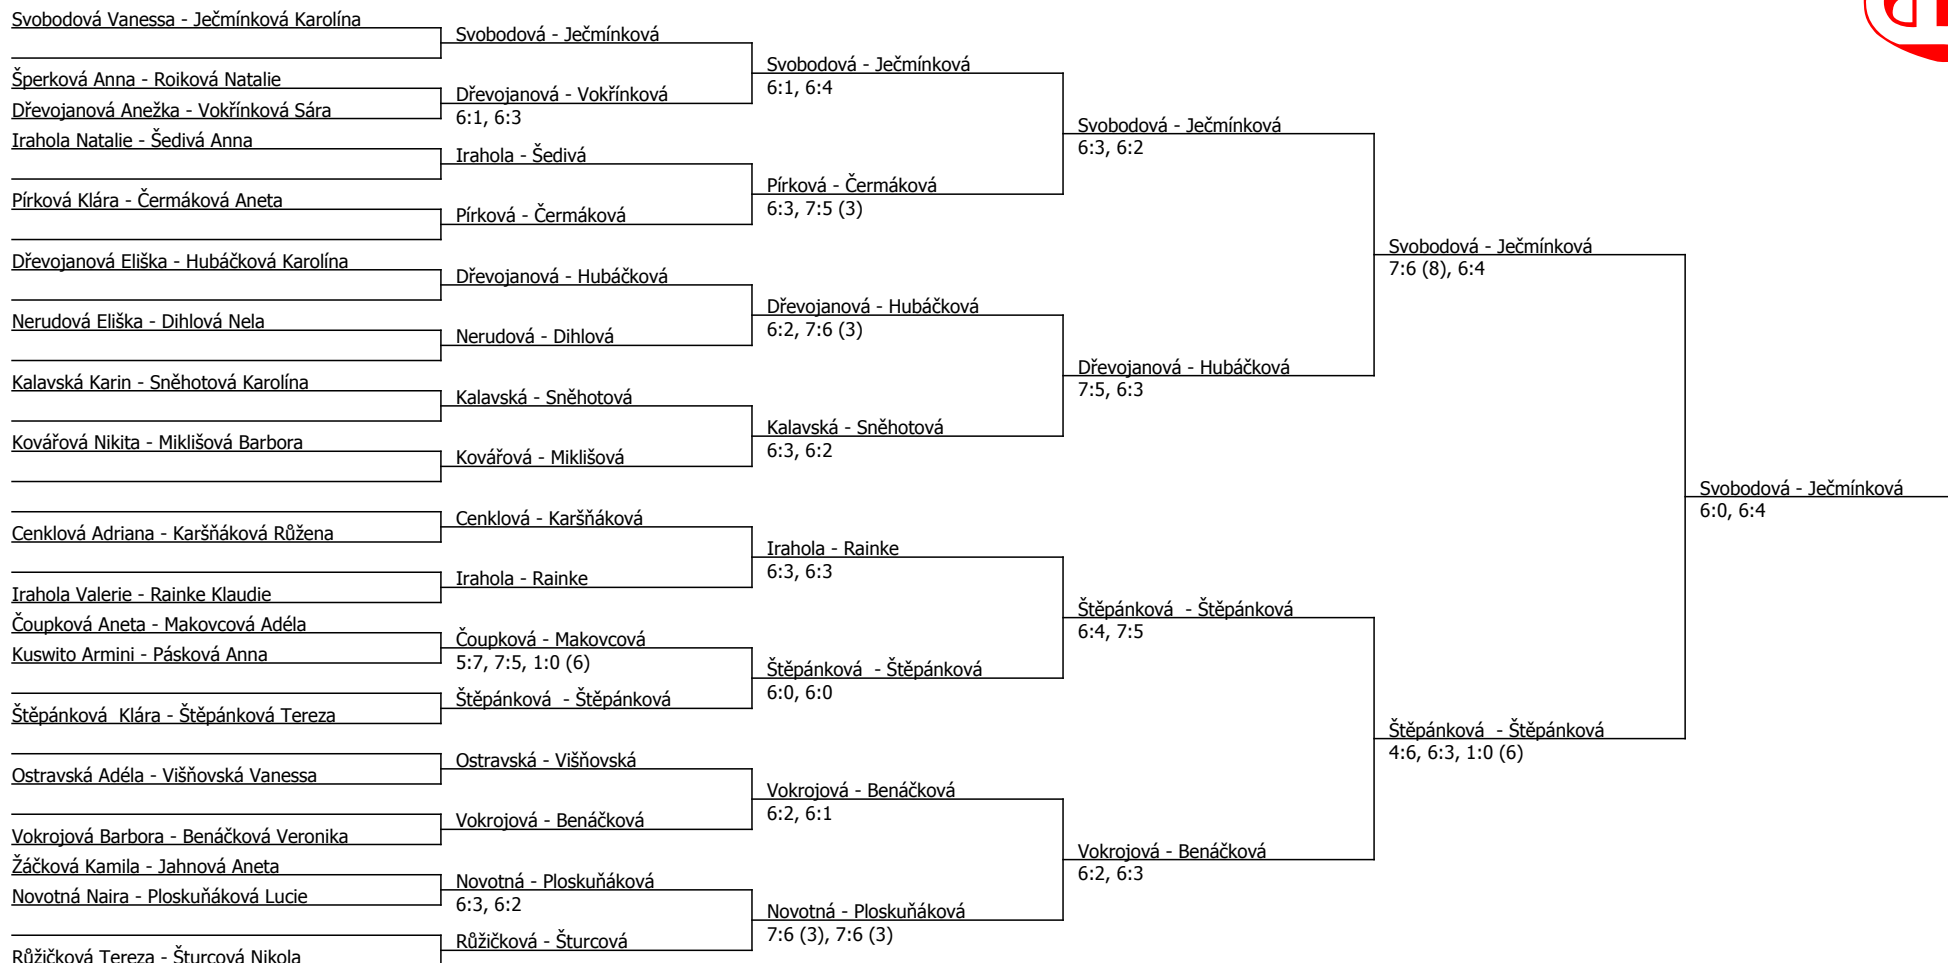 Svobodová Vanessa - Ječmínková Karolína
Šperková Anna - Roiková Natalie
Dřevojanová Anežka - Vokřínková Sára
Irahola Natalie - Šedivá Anna
Pírková Klára - Čermáková Aneta
Dřevojanová Eliška - Hubáčková Karolína
Nerudová Eliška - Dihlová Nela
Kalavská Karin - Sněhotová Karolína
Kovářová Nikita - Miklišová Barbora
Cenklová Adriana - Karšňáková Růžena
Irahola Valerie - Rainke Klaudie
Čoupková Aneta - Makovcová Adéla
Kuswito Armini - Pásková Anna
Štěpánková  Klára - Štěpánková Tereza
Ostravská Adéla - Višňovská Vanessa
Vokrojová Barbora - Benáčková Veronika
Žáčková Kamila - Jahnová Aneta
Novotná Naira - Ploskuňáková Lucie
Růžičková Tereza - Šturcová Nikola
Svobodová - Ječmínková
Dřevojanová - Vokřínková
6:1, 6:3
Irahola - Šedivá
Pírková - Čermáková
Dřevojanová - Hubáčková
Nerudová - Dihlová
Kalavská - Sněhotová
Kovářová - Miklišová
Cenklová - Karšňáková
Irahola - Rainke
Čoupková - Makovcová
5:7, 7:5, 1:0 (6)
Štěpánková  - Štěpánková
Ostravská - Višňovská
Vokrojová - Benáčková
Novotná - Ploskuňáková
6:3, 6:2
Růžičková - Šturcová
Svobodová - Ječmínková
6:1, 6:4
Pírková - Čermáková
6:3, 7:5 (3)
Dřevojanová - Hubáčková
6:2, 7:6 (3)
Kalavská - Sněhotová
6:3, 6:2
Irahola - Rainke
6:3, 6:3
Štěpánková  - Štěpánková
6:0, 6:0
Vokrojová - Benáčková
6:2, 6:1
Novotná - Ploskuňáková
7:6 (3), 7:6 (3)
Svobodová - Ječmínková
6:3, 6:2
Dřevojanová - Hubáčková
7:5, 6:3
Štěpánková  - Štěpánková
6:4, 7:5
Vokrojová - Benáčková
6:2, 6:3
Svobodová - Ječmínková
7:6 (8), 6:4
Štěpánková  - Štěpánková
4:6, 6:3, 1:0 (6)
Svobodová - Ječmínková
6:0, 6:4